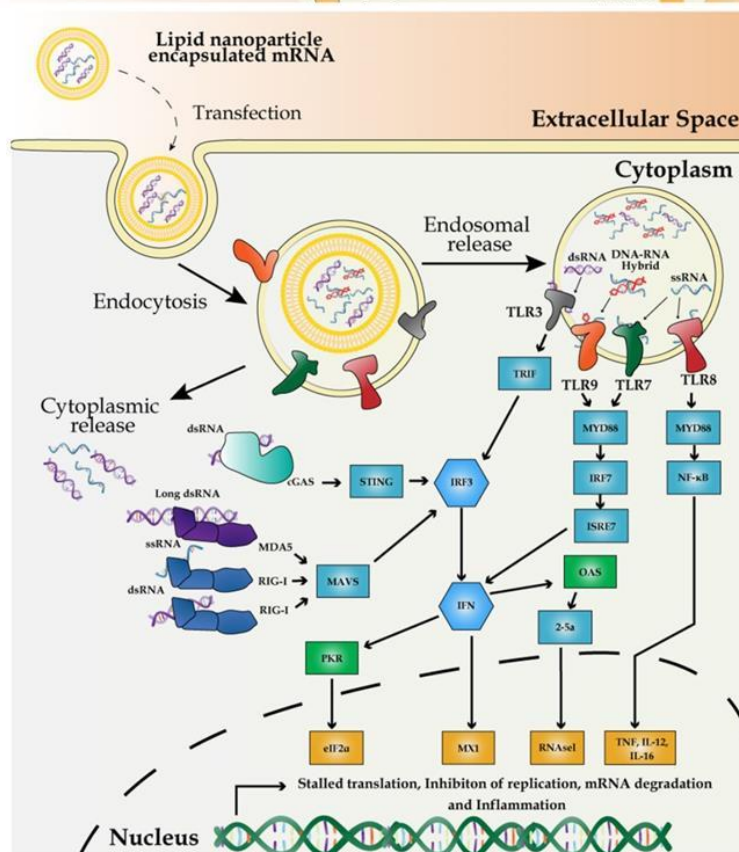 Lipid nanoparticle
encapsulated mRNA
Transfection
Extracellular Space
Cytoplasm
Endosomal
release
Endocytosis
dsRNA
DNA-RNA
Hybrid
ssRNA
TLR3
TLR9
TLR7
TLR8
TRIF
MYD88
MYD88
Cytoplasmic
release
dsRNA
cGAS
STING
IRF3
IRF7
NF-κB
Long dsRNA
ssRNA
MDA5
dsRNA
RIG-I
RIG-I
MAVS
ISRE7
OAS
IFN
2-5a
PKR
eIF2α
MX1
RNAsel
TNF, IL-12,
IL-16
Stalled translation, Inhibiton of replication, mRNA degradation
and Inflammation
Nucleus